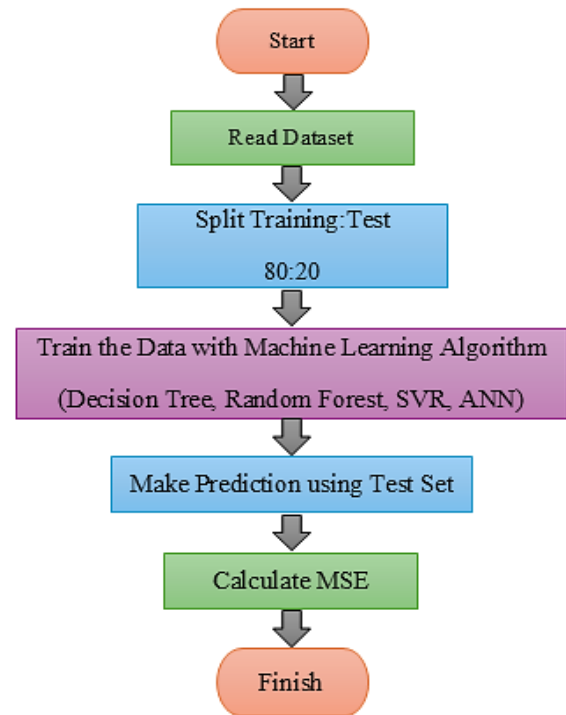 Start
Read Dataset
Split Training:Test
80:20
Train the Data with Machine Learning Algorithm
(Decision Tree, Random Forest, SVR, ANN)
Make Prediction using Test Set
Calculate MSE
Finish